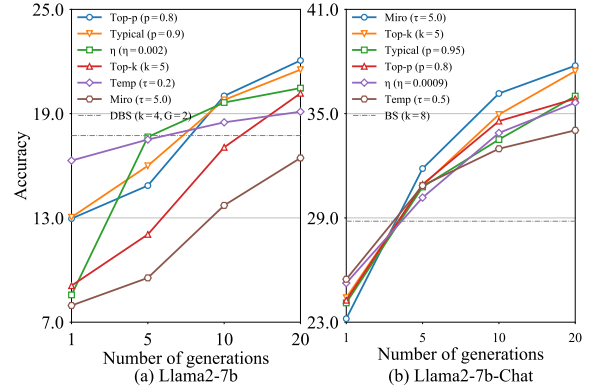 25.0
19.0
13.0
7.0
Accuracy
Top-p (p = 0.8)
Typical (p = 0.9)
η (η = 0.002)
Top-k (k = 5)
Temp (τ = 0.2)
Miro (τ = 5.0)
DBS (k = 4, G = 2)
1 5 10 20
Number of generations
(a) Llama2-7b
41.0
35.0
29.0
23.0
Miro (τ = 5.0)
Top-k (k = 5)
Typical (p = 0.95)
Top-p (p = 0.8)
η (η = 0.0009)
Temp (τ = 0.5)
BS (k = 8)
1 5 10 20
Number of generations
(b) Llama2-7b-Chat